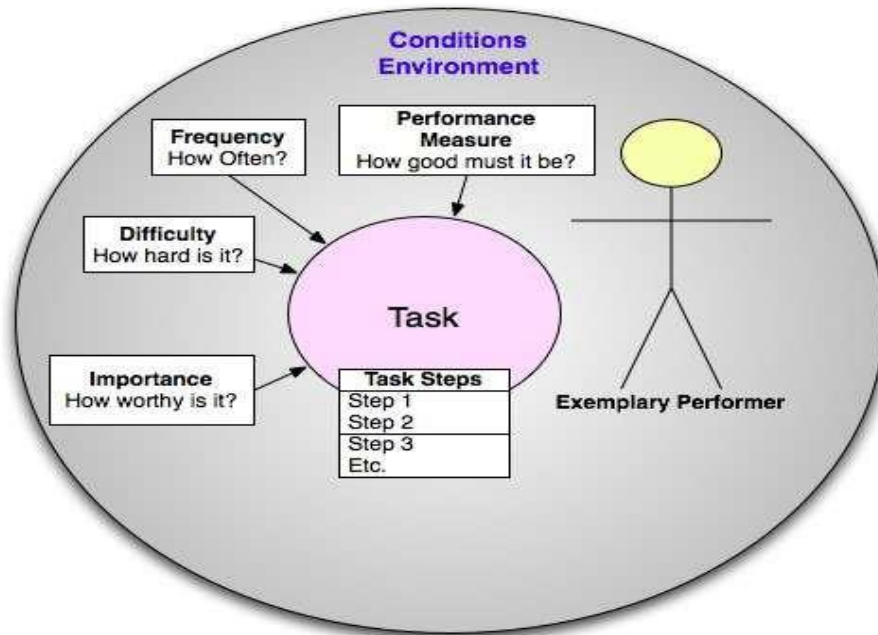 Conditions
Environment
Frequency
How Often?
Performance
Measure
How good must it be?
Difficulty
How hard is it?
Task
Importance
How worthy is it?
Task Steps
Step 1
Step 2
Step 3
Etc.
Exemplary Performer